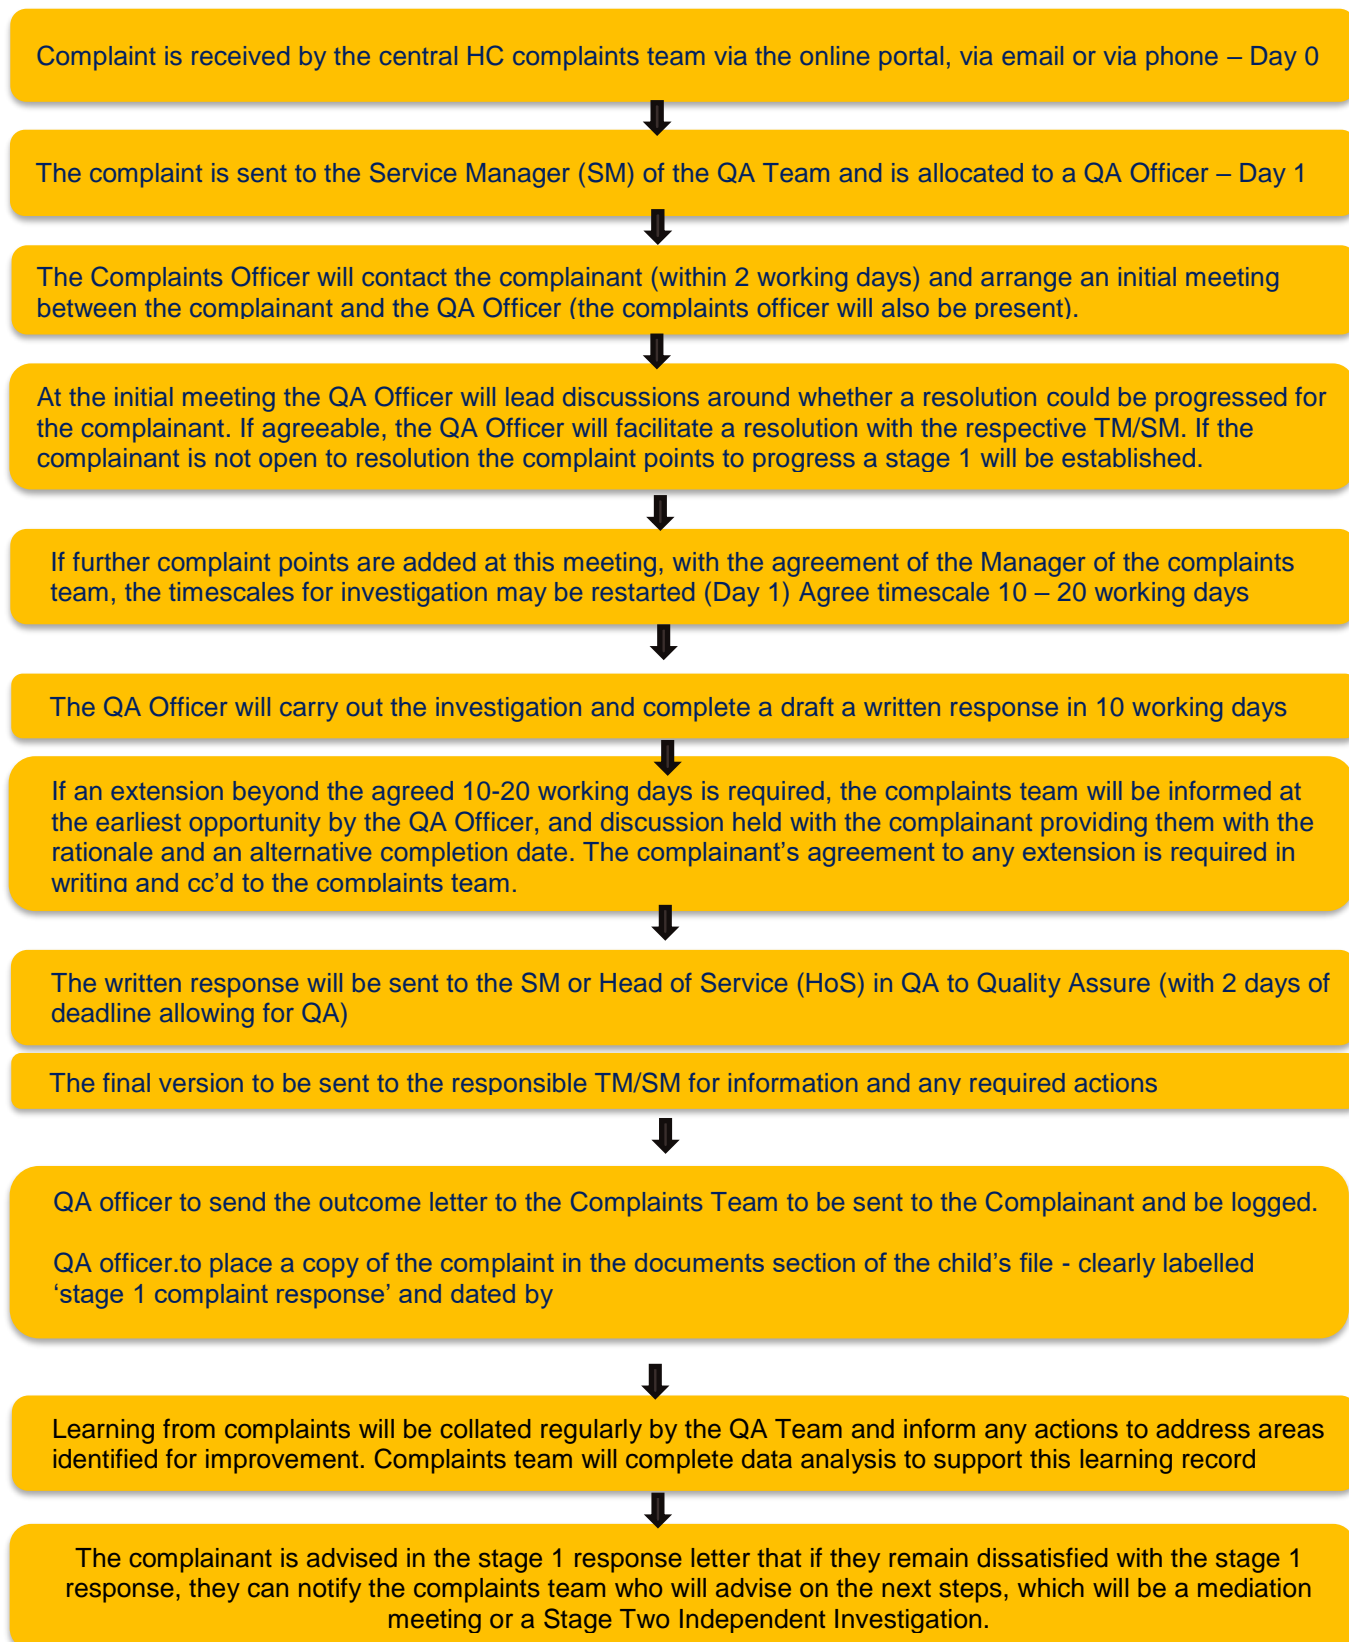 Complaint is received by the central HC complaints team via the online portal, via email or via phone – Day 0
The complaint is sent to the Service Manager (SM) of the QA Team and is allocated to a QA Officer – Day 1
The Complaints Officer will contact the complainant (within 2 working days) and arrange an initial meeting
between the complainant and the QA Officer (the complaints officer will also be present).
At the initial meeting the QA Officer will lead discussions around whether a resolution could be progressed for
the complainant. If agreeable, the QA Officer will facilitate a resolution with the respective TM/SM. If the
complainant is not open to resolution the complaint points to progress a stage 1 will be established.
If further complaint points are added at this meeting, with the agreement of the Manager of the complaints
team, the timescales for investigation may be restarted (Day 1) Agree timescale 10 – 20 working days
The QA Officer will carry out the investigation and complete a draft a written response in 10 working days
If an extension beyond the agreed 10-20 working days is required, the complaints team will be informed at
the earliest opportunity by the QA Officer, and discussion held with the complainant providing them with the
rationale and an alternative completion date. The complainant’s agreement to any extension is required in
writing and cc’d to the complaints team.
The written response will be sent to the SM or Head of Service (HoS) in QA to Quality Assure (with 2 days of
deadline allowing for QA)
The final version to be sent to the responsible TM/SM for information and any required actions
QA officer to send the outcome letter to the Complaints Team to be sent to the Complainant and be logged.
QA officer.to place a copy of the complaint in the documents section of the child’s file - clearly labelled
‘stage 1 complaint response’ and dated by
Learning from complaints will be collated regularly by the QA Team and inform any actions to address areas
identified for improvement. Complaints team will complete data analysis to support this learning record
The complainant is advised in the stage 1 response letter that if they remain dissatisfied with the stage 1
response, they can notify the complaints team who will advise on the next steps, which will be a mediation
meeting or a Stage Two Independent Investigation.